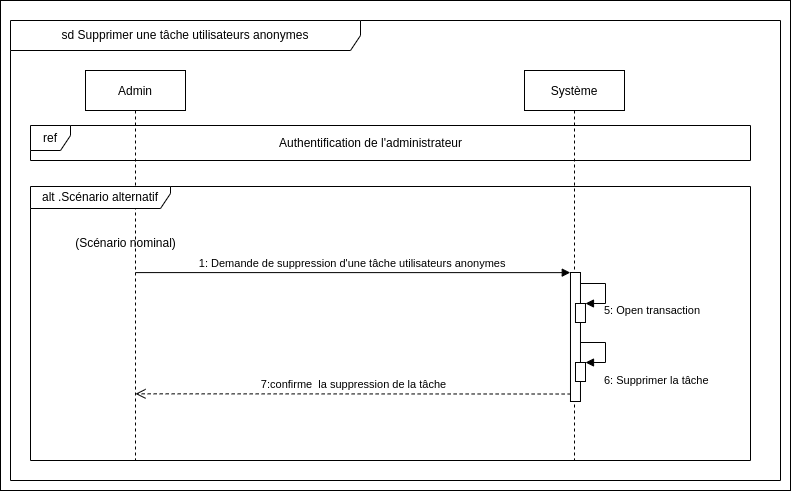 sd Supprimer une tâche utilisateurs anonymes
Admin
Système
ref
Authentification de l'administrateur
alt .Scénario alternatif
(Scénario nominal)
1: Demande de suppression d'une tâche utilisateurs anonymes
5: Open transaction
6: Supprimer la tâche
7:confirme  la suppression de la tâche